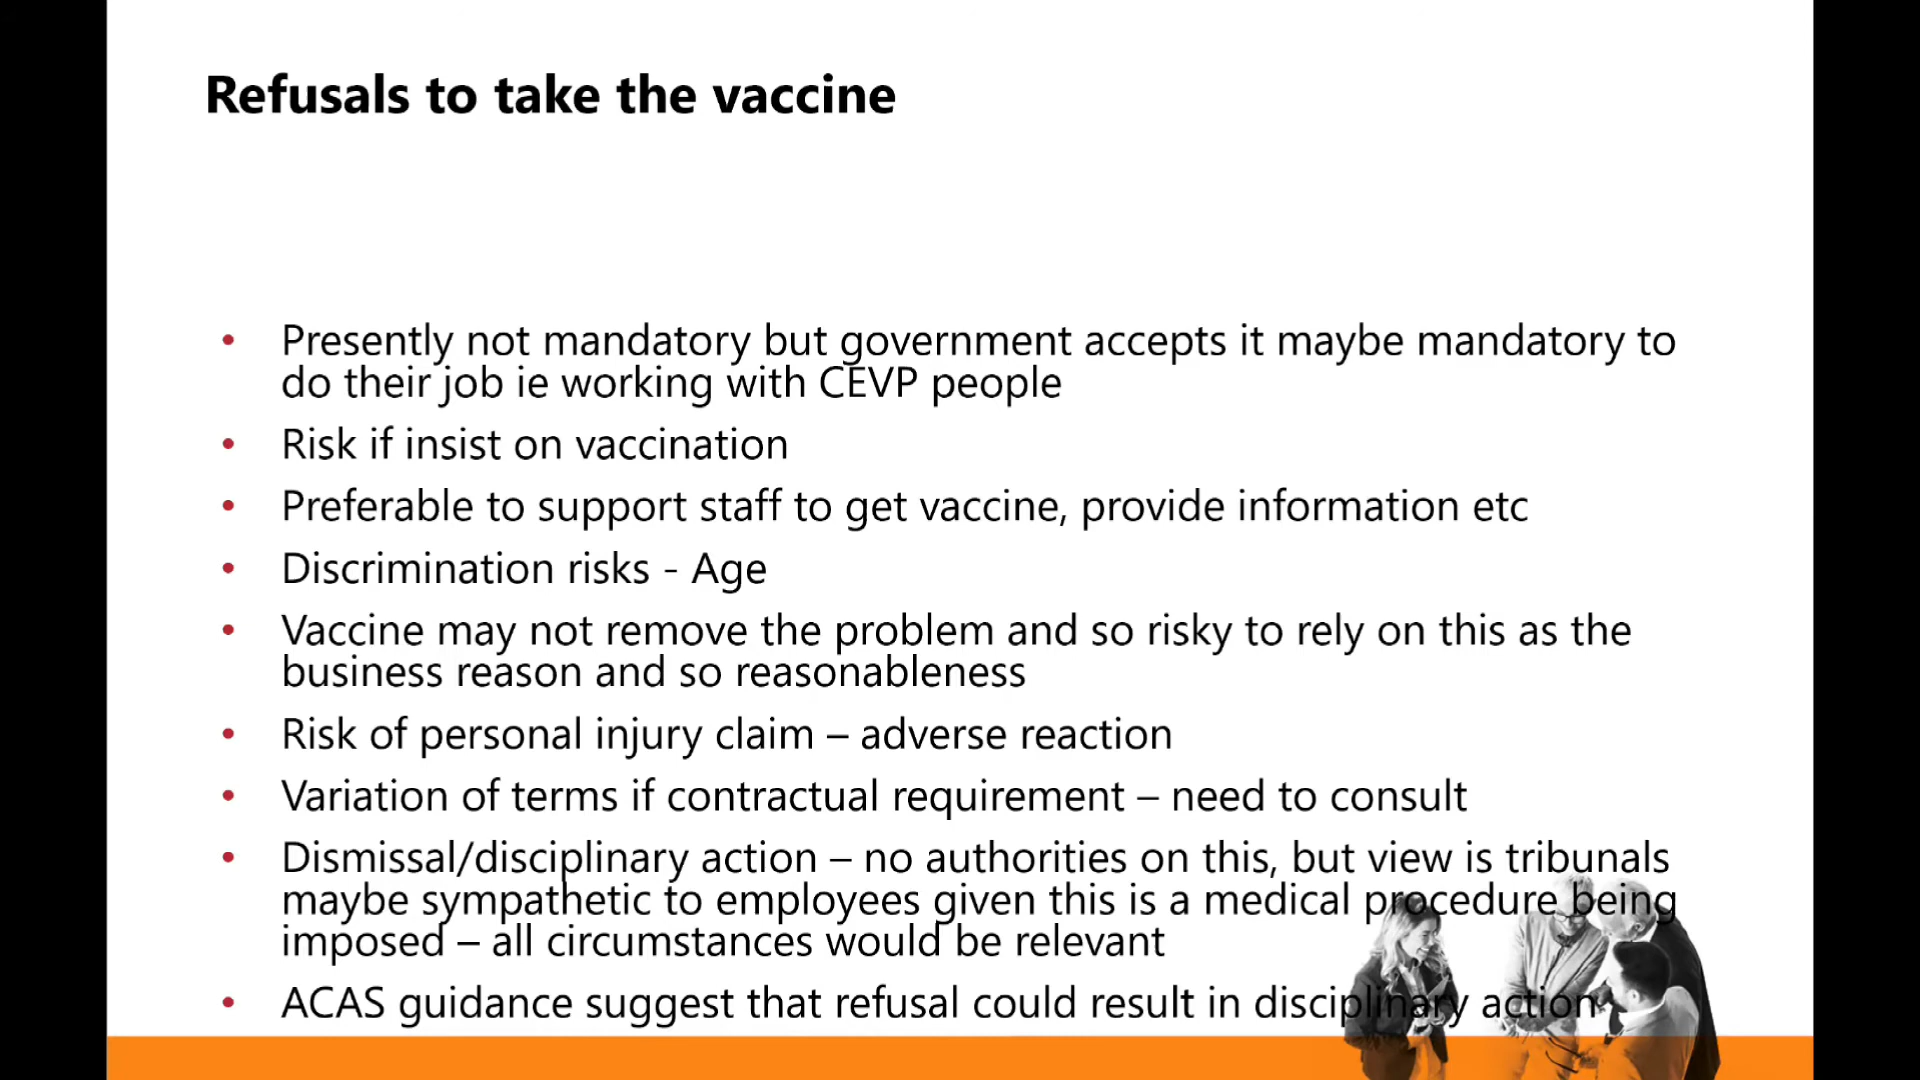 Refusals to take the vaccine
• Presently not mandatory but government accepts it maybe mandatory to
do their job ie working with CEVP people
• Risk if insist on vaccination
• Preferable to support staff to get vaccine, provide information etc
• Discrimination risks - Age
• Vaccine may not remove the problem and so risky to rely on this as the
business reason and so reasonableness
• Risk of personal injury claim – adverse reaction
• Variation of terms if contractual requirement – need to consult
• Dismissal/disciplinary action – no authorities on this, but view is tribunals
maybe sympathetic to employees given this is a medical procedure being
imposed – all circumstances would be relevant
• ACAS guidance suggest that refusal could result in disciplinary action